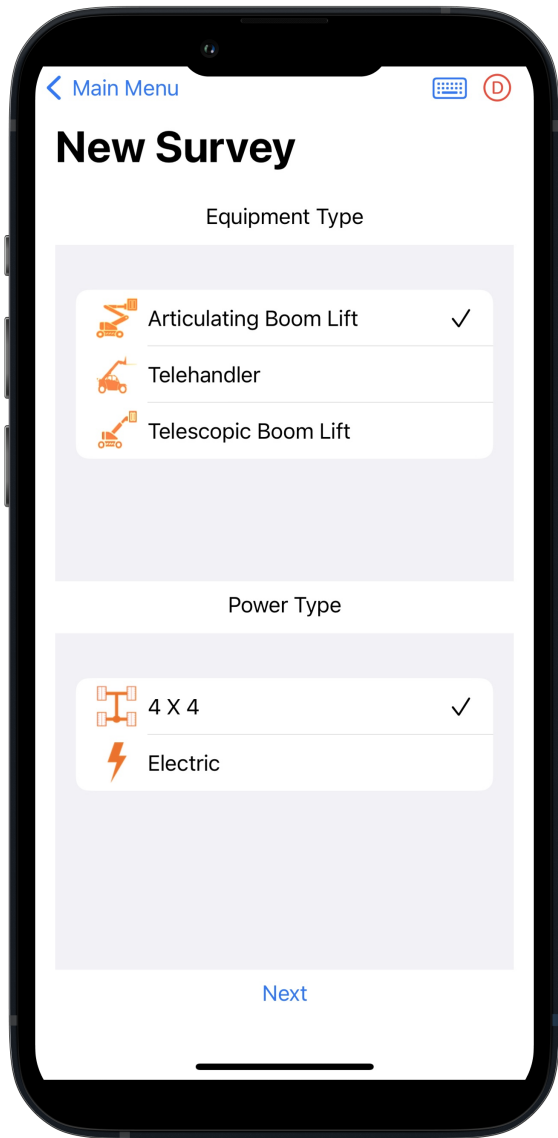 Main Menu
D
New Survey
Equipment Type
Articulating Boom Lift
Telehandler
Telescopic Boom Lift
Power Type
4 X 4
Electric
Next